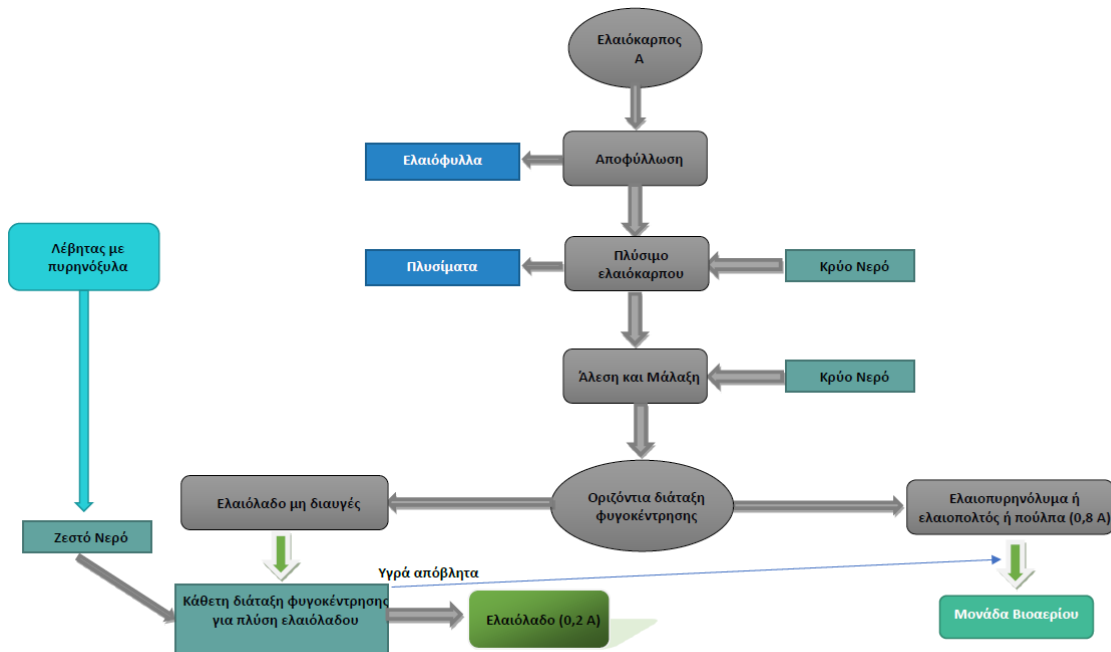 Ελαιόκαρπος
Α
Ελαιόφυλλα
Αποφύλλωση
Λέβητας με
πυρηνόξυλα
Πλυσίματα
Πλύσιμο
ελαιόκαρπου
Κρύο Νερό
Άλεση και Μάλαξη
Κρύο Νερό
Ελαιόλαδο μη διαυγές
Οριζόντια διάταξη
φυγοκέντρησης
Ελαιοπυρηνόλυμα ή
ελαιοπολτός ή πούλπα (0,8 Α)
Ζεστό Νερό
Υγρά απόβλητα
Κάθετη διάταξη φυγοκέντρησης
για πλύση ελαιόλαδου
Ελαιόλαδο (0,2 Α)
Μονάδα Βιοαερίου